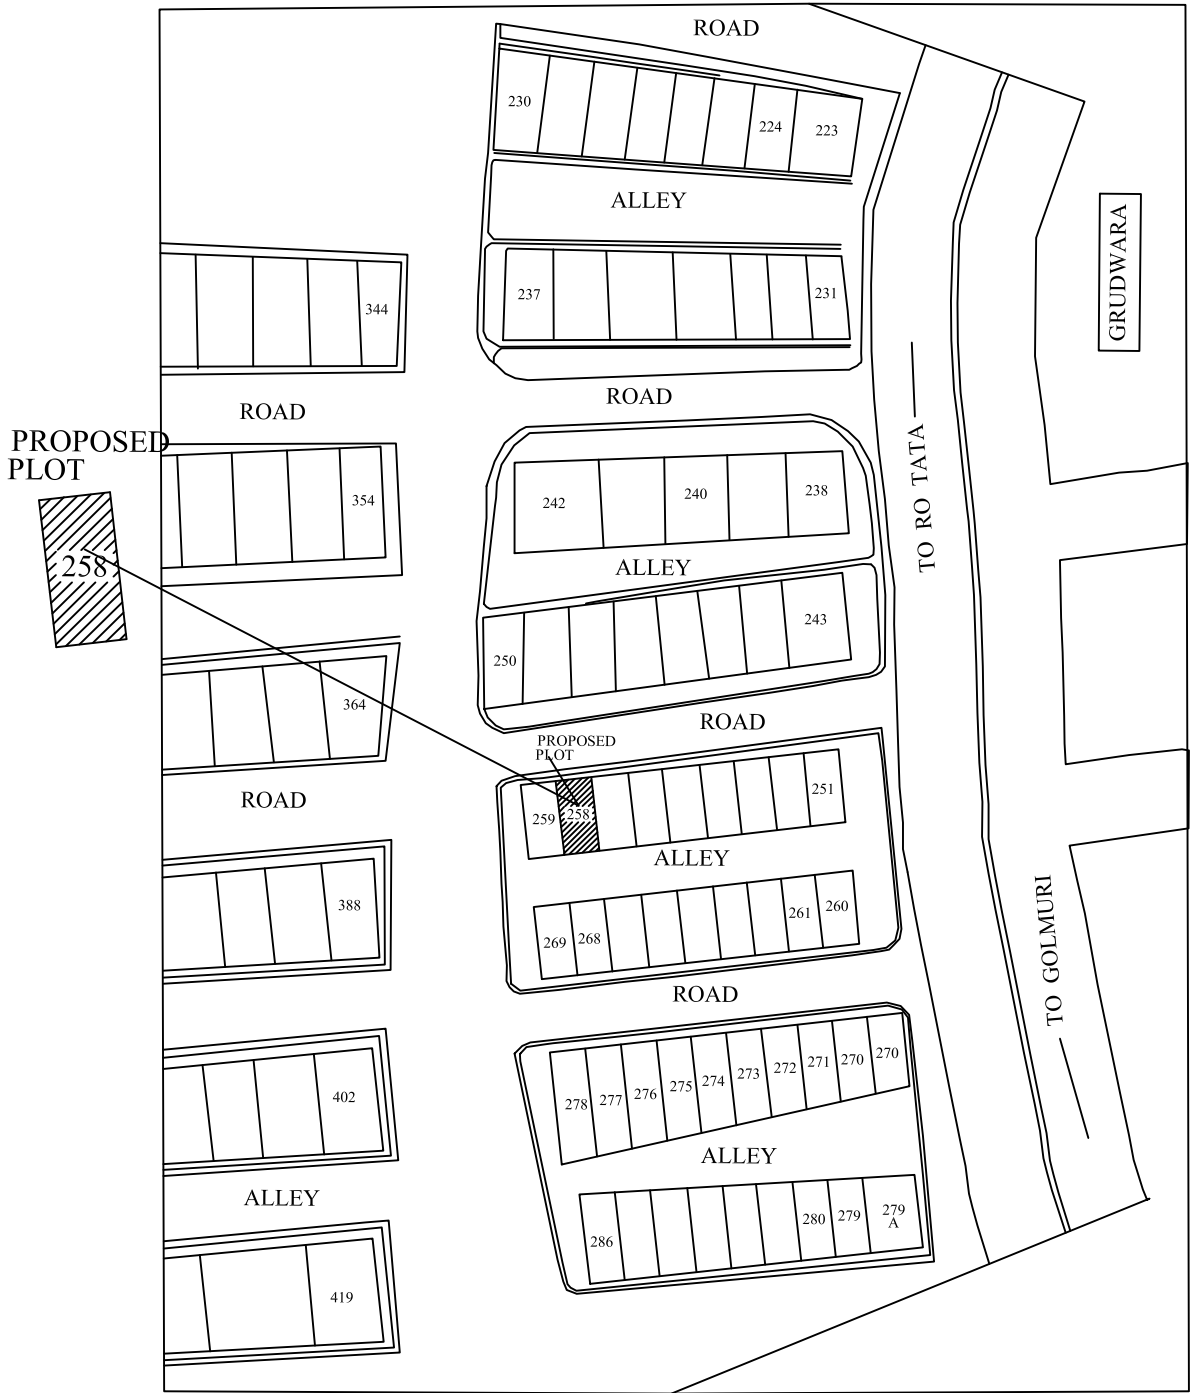 ROAD
230
224
223
ALLEY
GRUDWARA
237
231
344
ROAD
ROAD
PROPOSED
PLOT
258
354
242
240
238
TO RO TATA
ALLEY
243
250
364
ROAD
PROPOSED
PLOT
259
258
251
ROAD
ALLEY
388
269
268
261
260
TO GOLMURI
ROAD
278
277
276
275
274
273
272
271
270
270
402
ALLEY
ALLEY
286
280
279
279
A
419